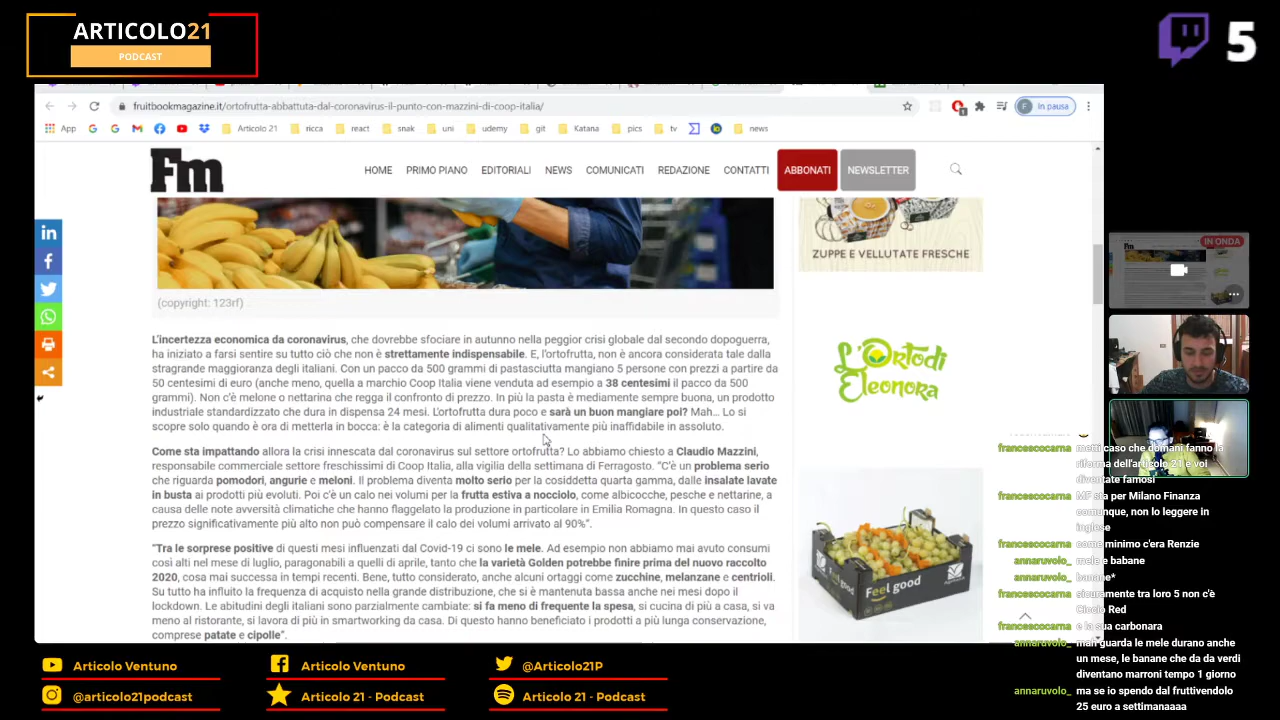 ARTICOLO21
PODCAST
5
fruitbookmagazine.it/ortofrutta-abbattuta-dal-coronavirus-il-punto-con-mazzini-di-coop-italia/
F In pausa
App
Articolo 21
ricca
react
snak
uni
udemy
git
Katana
pics
tv
news
Fm
HOME
PRIMO PIANO
EDITORIALI
NEWS
COMUNICATI
REDAZIONE
CONTATTI
ABBONATI
NEWSLETTER
ZUPPE E VELLUTATE FRESCHE
(copyright: 123rf)
L'incertezza economica da coronavirus, che dovrebbe sfociare in autunno nella peggior crisi globale dal secondo dopoguerra,
ha iniziato a farsi sentire su tutto ciò che non è strettamente indispensabile. E, l'ortofrutta, non è ancora considerata tale dalla
stragrande maggioranza degli italiani. Con un pacco da 500 grammi di pastasciutta mangiano 5 persone con prezzi a partire da
50 centesimi di euro (anche meno, quella a marchio Coop Italia viene venduta ad esempio a 38 centesimi il pacco da 500
grammi). Non c'è melone o nettarina che regga il confronto di prezzo. In più la pasta è mediamente sempre buona, un prodotto
industriale standardizzato che dura in dispensa 24 mesi. L'ortofrutta dura poco e sarà un buon mangiare poi? Mah... Lo si
scopre solo quando è ora di metterla in bocca: è la categoria di alimenti qualitativamente più inaffidabile in assoluto.
Come sta impattando allora la crisi innescata dal coronavirus sul settore ortofrutta? Lo abbiamo chiesto a Claudio Mazzini,
responsabile commerciale settore freschissimi di Coop Italia, alla vigilia della settimana di Ferragosto. "C'è un problema serio
che riguarda pomodori, angurie e meloni. Il problema diventa molto serio per la cosiddetta quarta gamma, dalle insalate lavate
in busta ai prodotti più evoluti. Poi c'è un calo nei volumi per la frutta estiva a nocciolo, come albicocche, pesche e nettarine, a
causa delle note avversità climatiche che hanno flagellato la produzione in particolare in Emilia Romagna. In questo caso il
prezzo significativamente più alto non può compensare il calo dei volumi arrivato al 90%".
"Tra le sorprese positive di questi mesi influenzati dal Covid-19 ci sono le mele. Ad esempio non abbiamo mai avuto consumi
così alti nel mese di luglio, paragonabili a quelli di aprile, tanto che la varietà Golden potrebbe finire prima del nuovo raccolto
2020, cosa mai successa in tempi recenti. Bene, tutto considerato, anche alcuni ortaggi come zucchine, melanzane e centrioli.
Su tutto ha influito la frequenza di acquisto nella grande distribuzione, che si è mantenuta bassa anche nei mesi dopo il
lockdown. Le abitudini degli italiani sono parzialmente cambiate: si fa meno di frequente la spesa, si cucina di più a casa, si va
meno al ristorante, si lavora di più in smartworking da casa. Di questo hanno beneficiato i prodotti a più lunga conservazione,
comprese patate e cipolle".
L'Ortodi
Eleonora
Feel good
IN ONDA
francescocarna metti caso che domani fanno la
riforma dell'articolo 21 e voi
diventate famosi
francescocarna MF sta per Milano Finanza
comunque, non lo leggere in
inglese
francescocarna come minimo c'era Renzie
annaruvolo_ mele e babane
annaruvolo_ banane*
francescocarna sicuramente tra loro 5 non c'è
Ciccio Red
francescocarna e la sua carbonara
annaruvolo_ mah guarda le mele durano anche
un mese, le banane che da da verdi
diventano marroni tempo 1 giorno
annaruvolo_ ma se io spendo dal fruttivendolo
25 euro a settimanaaaa
Articolo Ventuno
Articolo Ventuno
@Articolo21P
@articolo21podcast
Articolo 21 - Podcast
Articolo 21 - Podcast